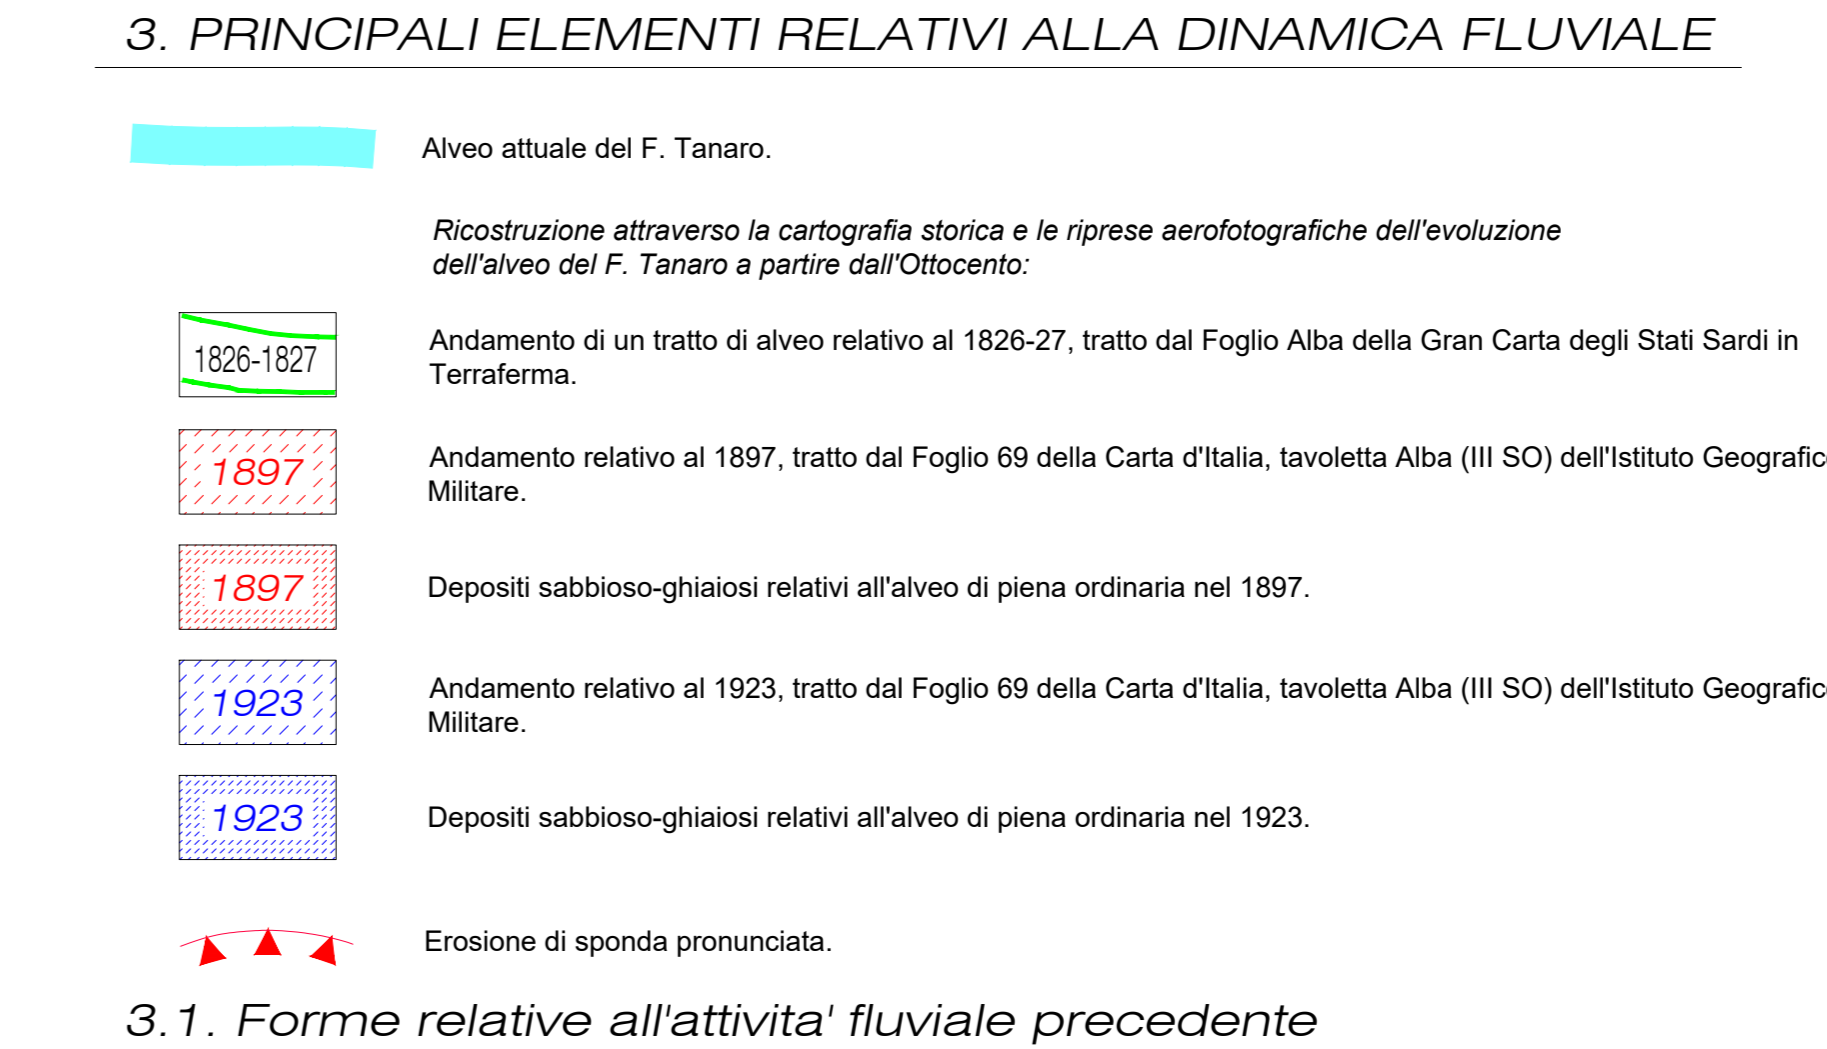 3. PRINCIPALI ELEMENTI RELATIVI ALLA DINAMICA FLUVIALE
Alveo attuale del F. Tanaro.
Ricostruzione attraverso la cartografia storica e le riprese aerofotografiche dell'evoluzione
dell'alveo del F. Tanaro a partire dall'Ottocento:
1826-1827
Andamento di un tratto di alveo relativo al 1826-27, tratto dal Foglio Alba della Gran Carta degli Stati Sardi in
Terraferma.
1897
Andamento relativo al 1897, tratto dal Foglio 69 della Carta d'Italia, tavoletta Alba (III SO) dell'Istituto Geografico
Militare.
1897
Depositi sabbioso-ghiaiosi relativi all'alveo di piena ordinaria nel 1897.
1923
Andamento relativo al 1923, tratto dal Foglio 69 della Carta d'Italia, tavoletta Alba (III SO) dell'Istituto Geografico
Militare.
1923
Depositi sabbioso-ghiaiosi relativi all'alveo di piena ordinaria nel 1923.
Erosione di sponda pronunciata.
3.1. Forme relative all'attivita' fluviale precedente